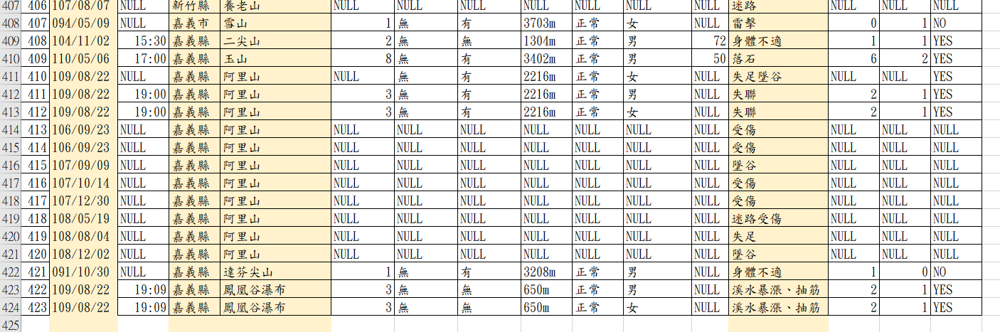 407 406 107/08/07 NULL 新竹縣 養老山 NULL NULL NULL NULL NULL NULL NULL 迷路 NULL NULL NULL
408 407 094/05/09 NULL 嘉義市 雪山 1 無 有 3703m 正常 女 NULL 雷擊 0 1 NO
409 408 104/11/02 15:30 嘉義縣 二尖山 2 無 無 1304m 正常 男 72 身體不適 1 1 YES
410 409 110/05/06 17:00 嘉義縣 玉山 8 無 有 3402m 正常 男 50 落石 6 2 YES
411 410 109/08/22 NULL 嘉義縣 阿里山 NULL 無 有 2216m 正常 女 NULL 失足墜谷 NULL NULL YES
412 411 109/08/22 19:00 嘉義縣 阿里山 3 無 有 2216m 正常 男 NULL 失聯 2 1 YES
413 412 109/08/22 19:00 嘉義縣 阿里山 3 無 有 2216m 正常 女 NULL 失聯 2 1 YES
414 413 106/09/23 NULL 嘉義縣 阿里山 NULL NULL NULL NULL NULL NULL NULL 受傷 NULL NULL NULL
415 414 106/09/23 NULL 嘉義縣 阿里山 NULL NULL NULL NULL NULL NULL NULL 受傷 NULL NULL NULL
416 415 107/09/09 NULL 嘉義縣 阿里山 NULL NULL NULL NULL NULL NULL NULL 墜谷 NULL NULL NULL
417 416 107/10/14 NULL 嘉義縣 阿里山 NULL NULL NULL NULL NULL NULL NULL 受傷 NULL NULL NULL
418 417 107/12/30 NULL 嘉義縣 阿里山 NULL NULL NULL NULL NULL NULL NULL 受傷 NULL NULL NULL
419 418 108/05/19 NULL 嘉義縣 阿里山 NULL NULL NULL NULL NULL NULL NULL 迷路受傷 NULL NULL NULL
420 419 108/08/04 NULL 嘉義縣 阿里山 NULL NULL NULL NULL NULL NULL NULL 失足 NULL NULL NULL
421 420 108/12/02 NULL 嘉義縣 阿里山 NULL NULL NULL NULL NULL NULL NULL 墜谷 NULL NULL NULL
422 421 091/10/30 NULL 嘉義縣 達芬尖山 1 無 有 3208m 正常 男 NULL 身體不適 1 0 NO
423 422 109/08/22 19:09 嘉義縣 鳳凰谷瀑布 3 無 無 650m 正常 男 NULL 溪水暴漲、抽筋 2 1 YES
424 423 109/08/22 19:09 嘉義縣 鳳凰谷瀑布 3 無 無 650m 正常 女 NULL 溪水暴漲、抽筋 2 1 YES
425